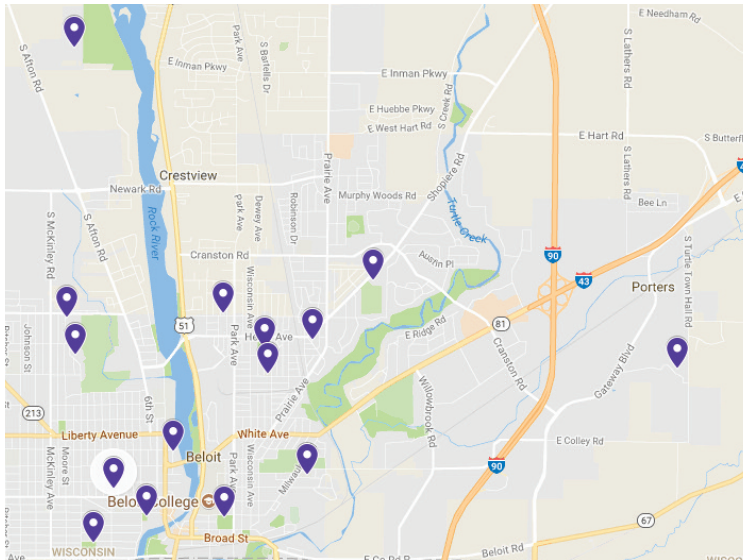 E Needham Rd
S Afton Rd
Park Ave
S Bartells Dr
S Lathers Rd
E Inman Pkwy
E Inman Pkwy
E Huebbe Pkwy
S Creek Rd
E West Hart Rd
E Hart Rd
S Butterfl
Prairie Ave
Shopiere Rd
S Lathers Rd
Crestview
Newark Rd
Murphy Woods Rd
Bee Ln
S McKinley Rd
S Afton Rd
Rock River
Park Ave
Dewey Ave
Robinson Dr
Turtle Creek
Cranston Rd
Austin Pl
90
43
S Turtle Town Hall Rd
Porters
Wisconsin Ave
51
81
E Ridge Rd
Johnson St
Park Ave
Cranston Rd
Gateway Blvd
Prairie Ave
Willowbrook Rd
213
6th St
Liberty Avenue
White Ave
Beloit
E Colley Rd
Moore St
McKinley Ave
Park Ave
Wisconsin Ave
Milwau
90
College
67
Broad St
WISCONSIN
Beloit Rd